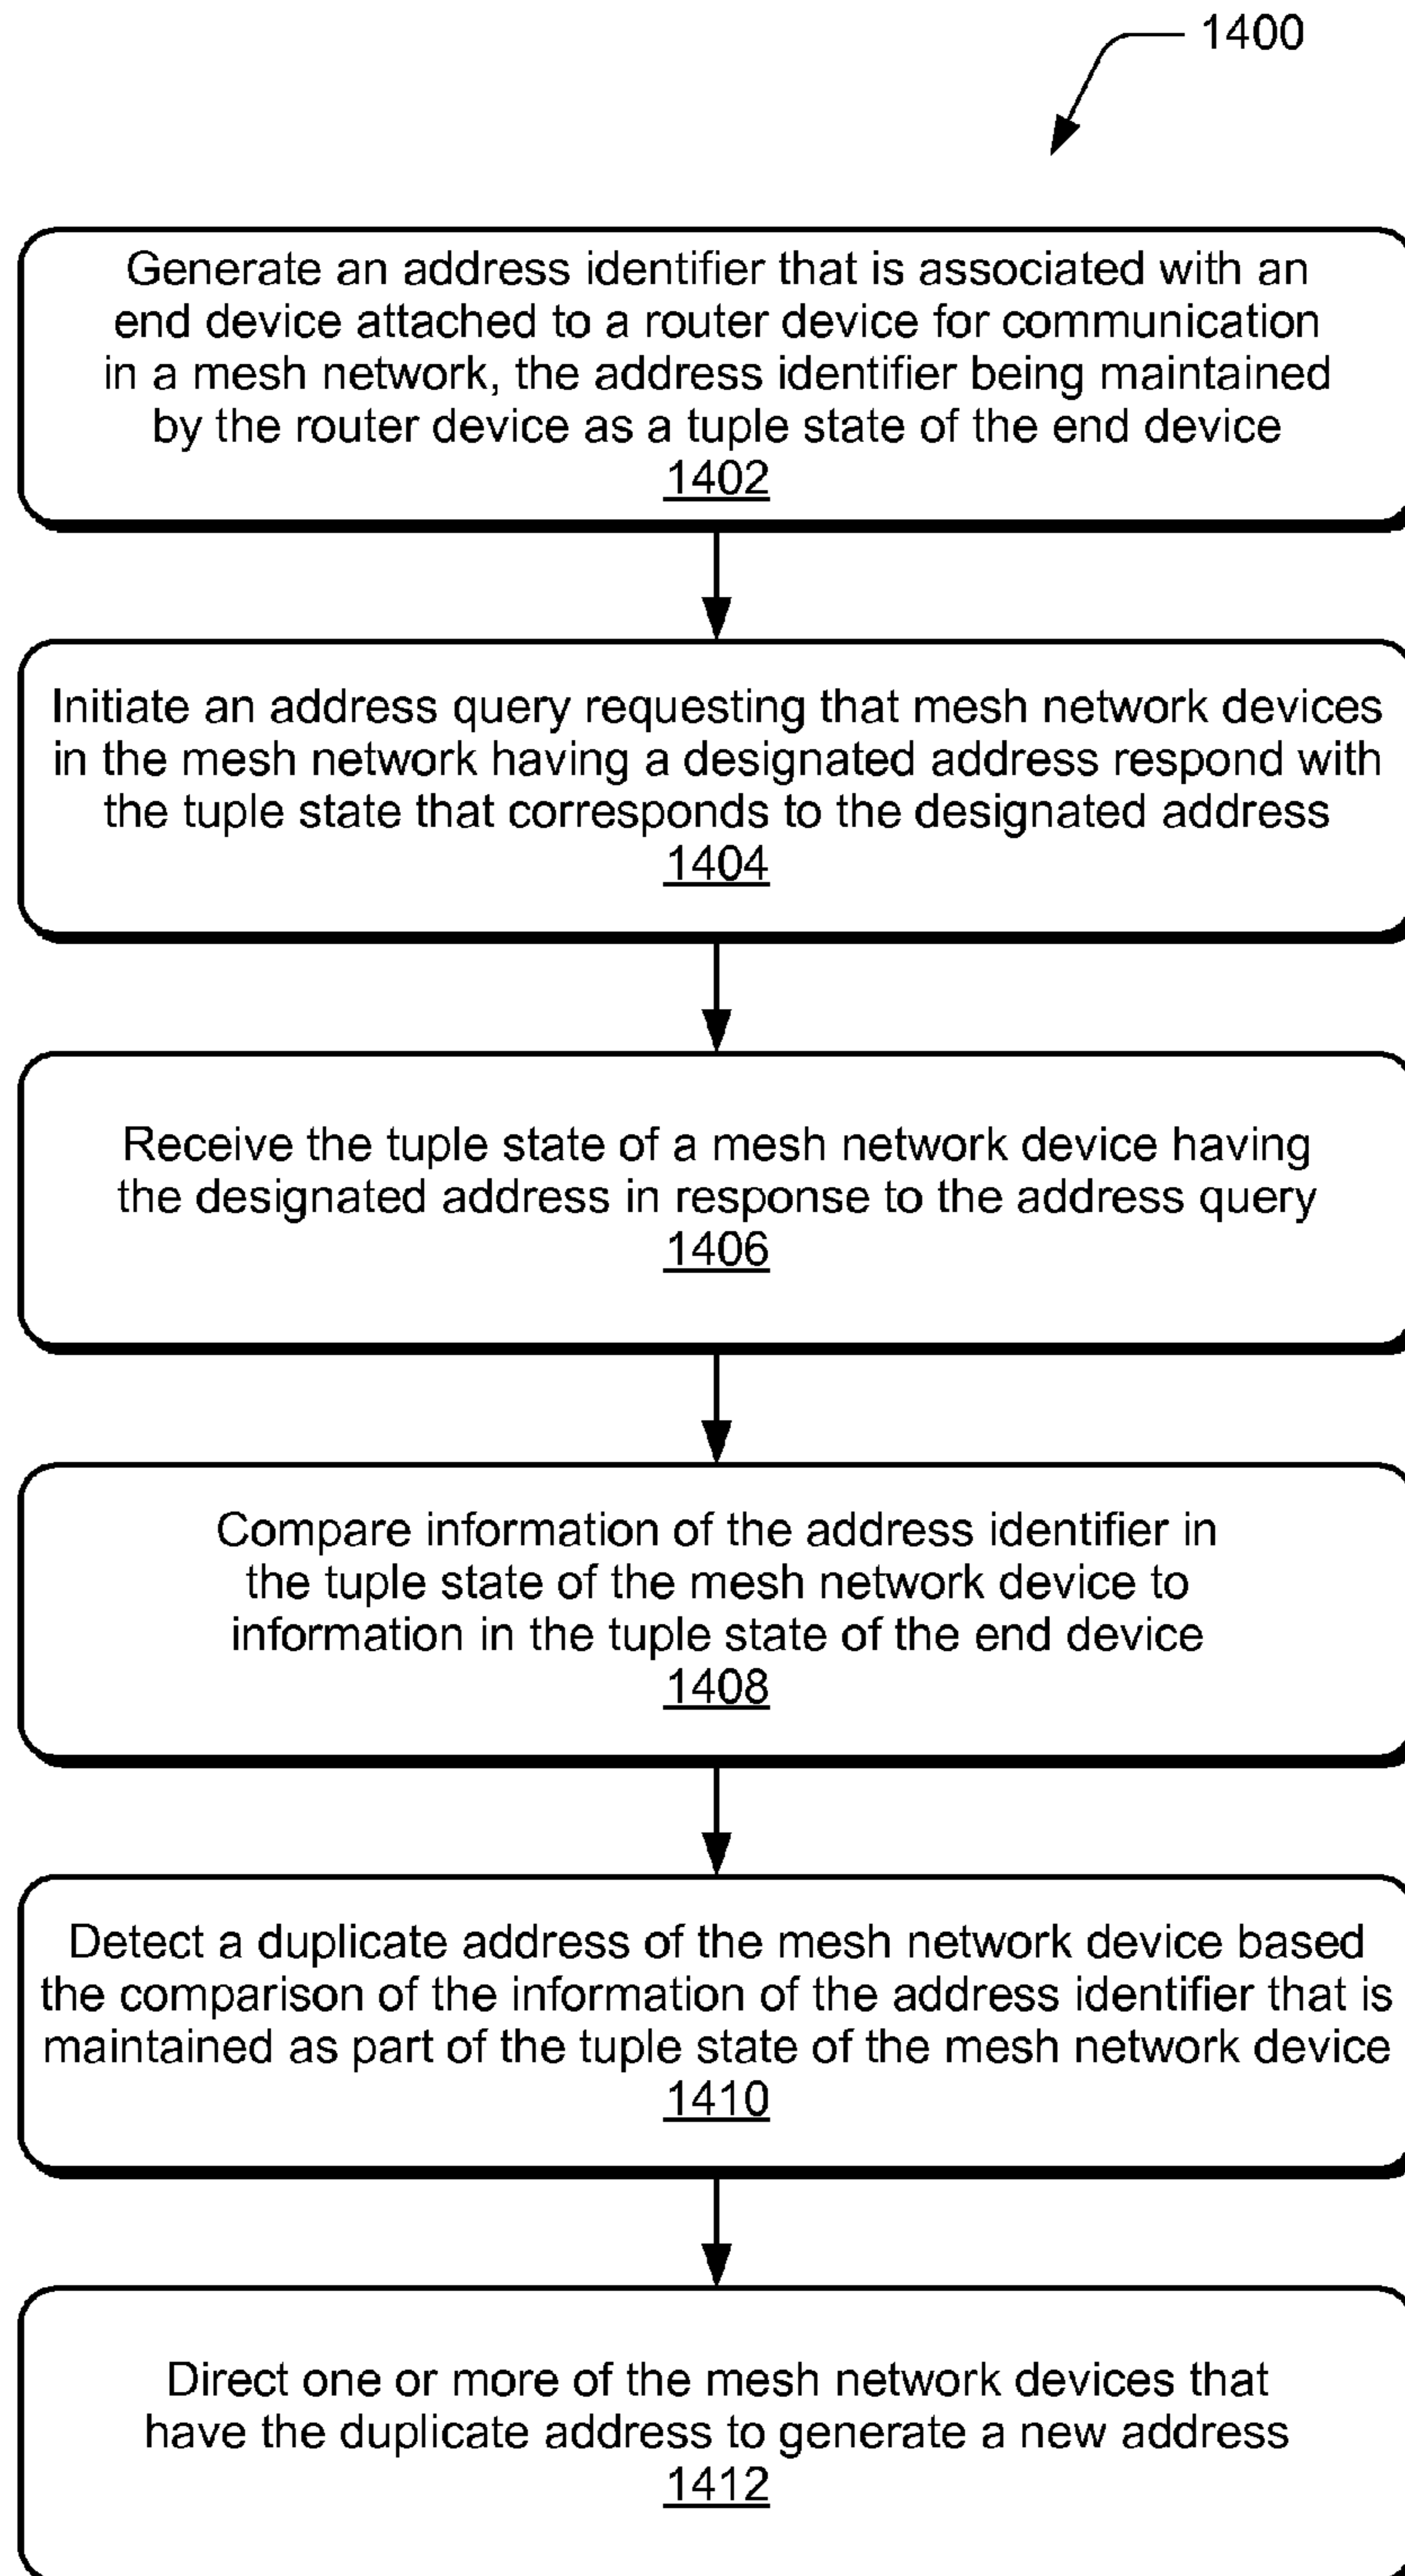 1400
Generate an address identifier that is associated with an
end device attached to a router device for communication
in a mesh network, the address identifier being maintained
by the router device as a tuple state of the end device
1402
Initiate an address query requesting that mesh network devices
in the mesh network having a designated address respond with
the tuple state that corresponds to the designated address
1404
Receive the tuple state of a mesh network device having
the designated address in response to the address query
1406
Compare information of the address identifier in
the tuple state of the mesh network device to
information in the tuple state of the end device
1408
Detect a duplicate address of the mesh network device based
the comparison of the information of the address identifier that is
maintained as part of the tuple state of the mesh network device
1410
Direct one or more of the mesh network devices that
have the duplicate address to generate a new address
1412